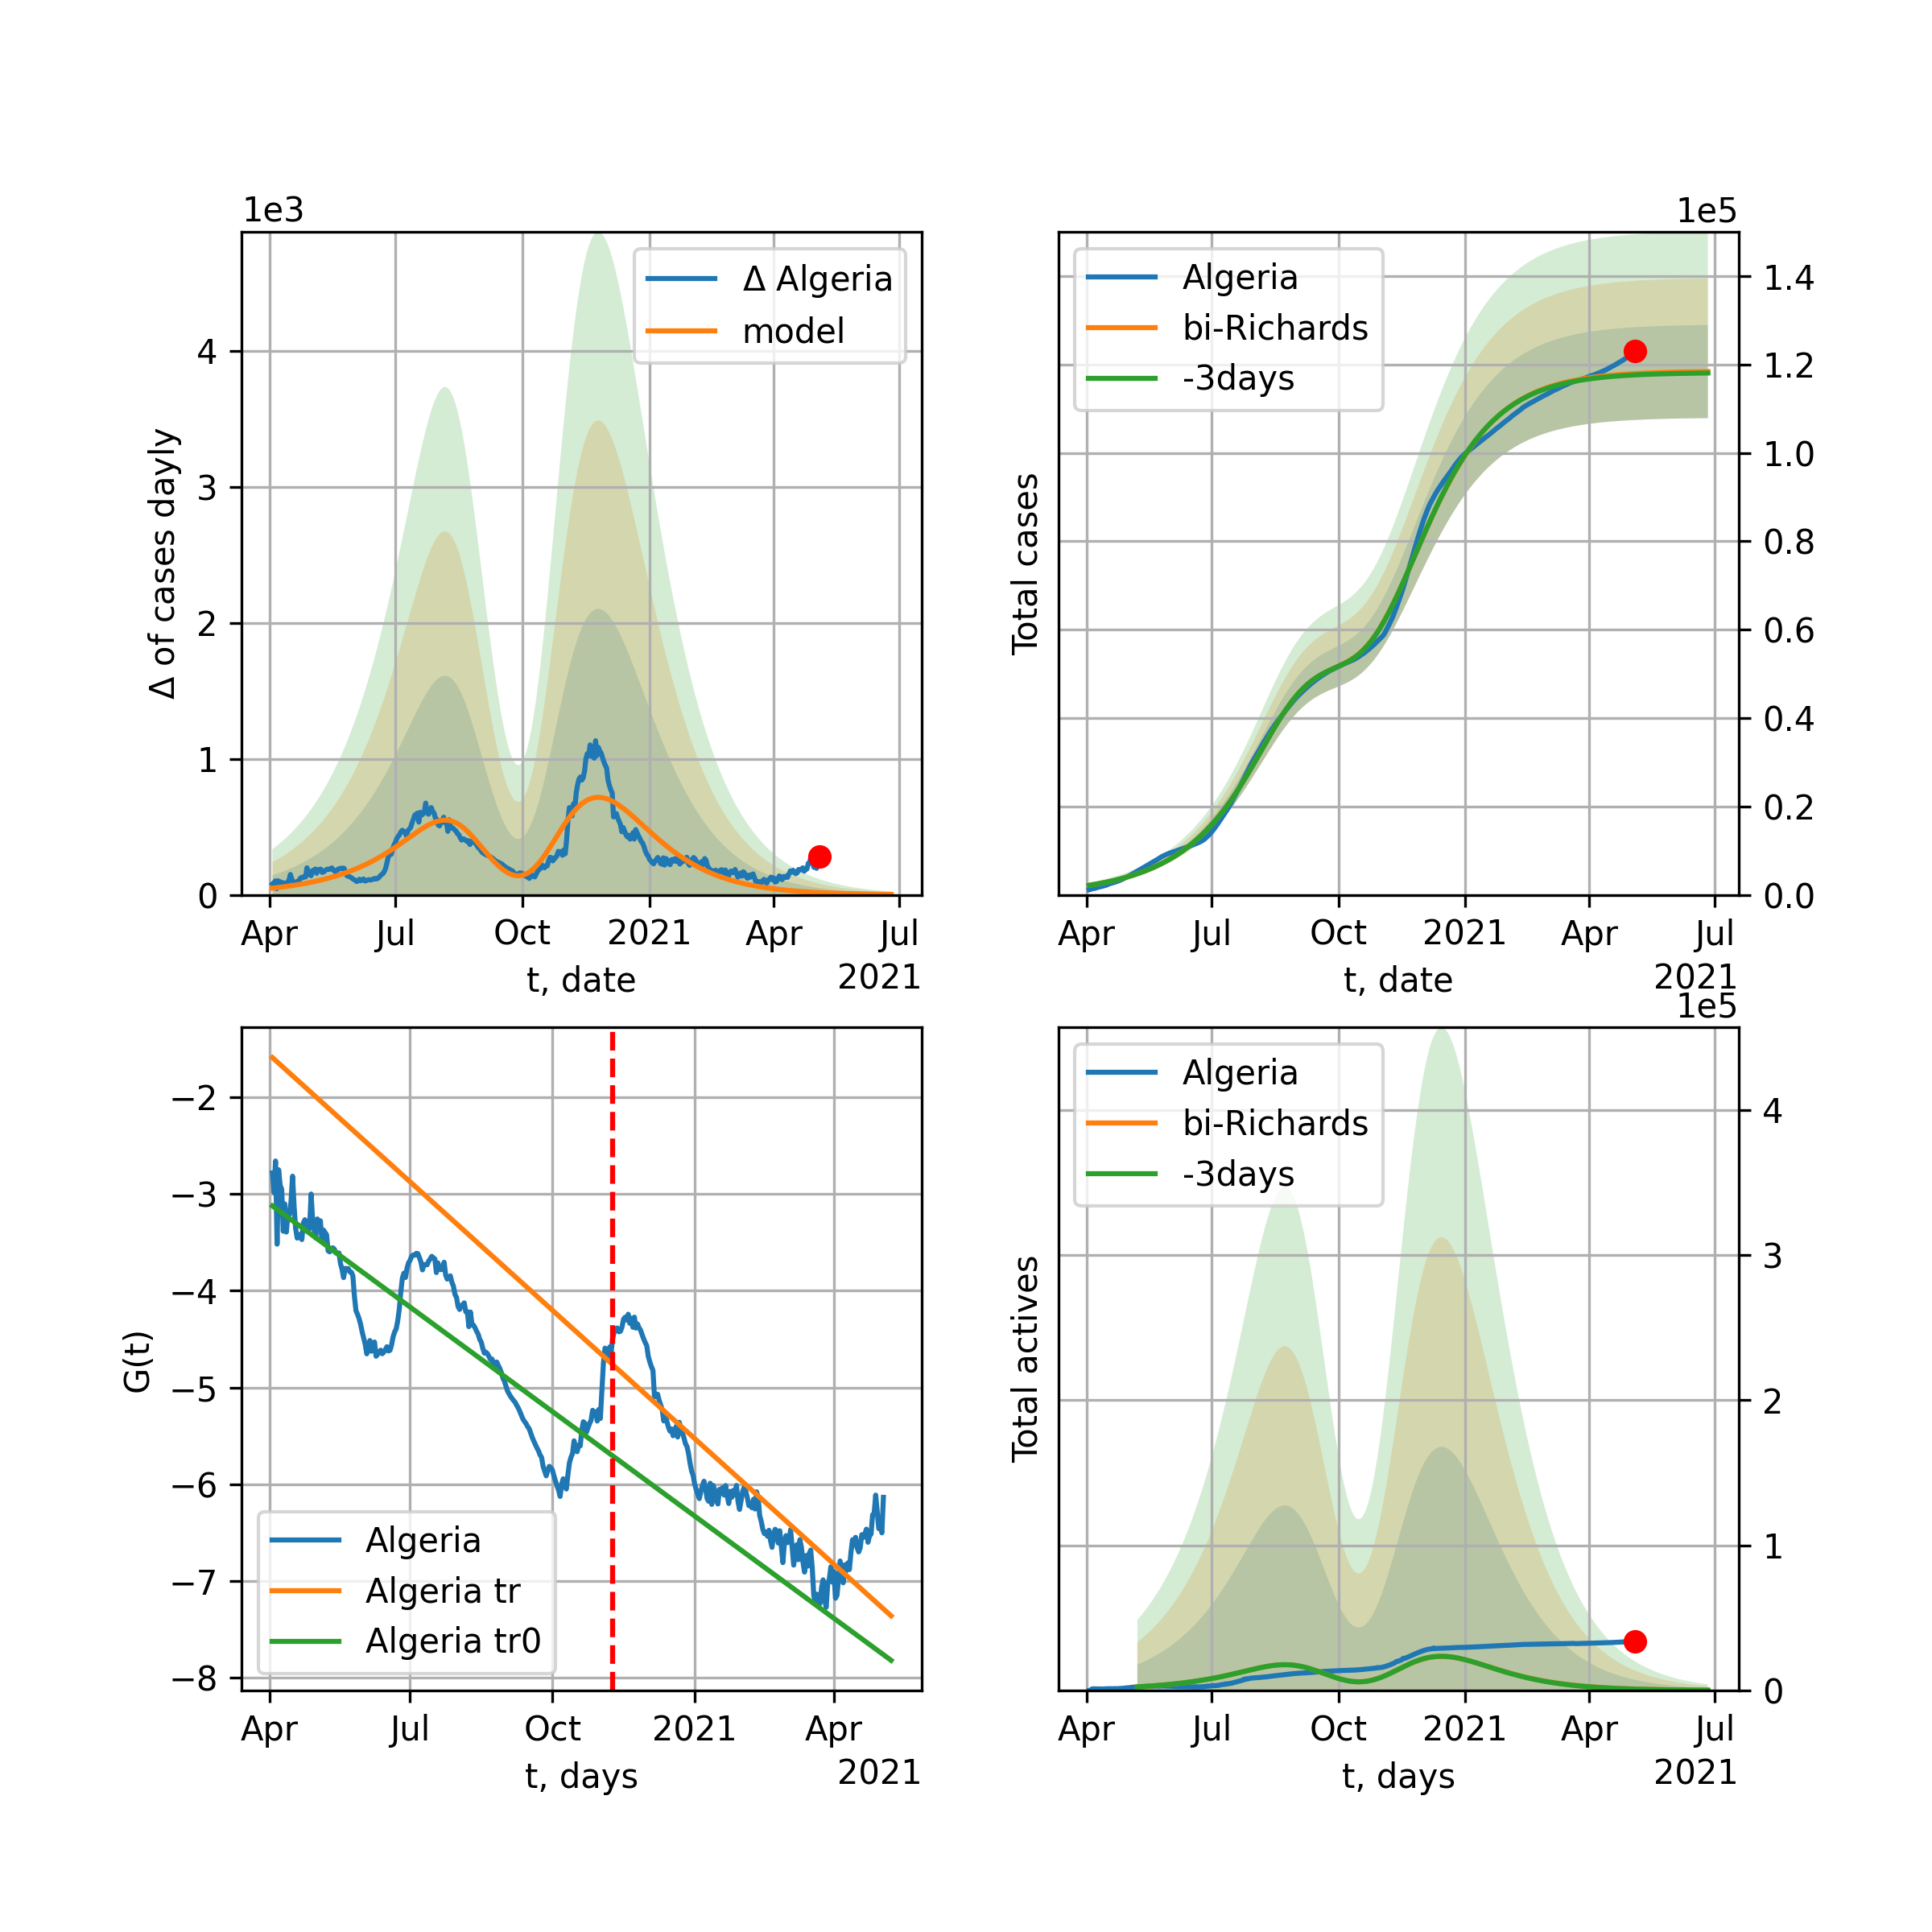 1e3
Δ Algeria
model
4
3
2
1
0
Δ of cases dayly
Apr
Jul
Oct
2021
Apr
Jul
t, date
2021
1e5
Algeria
bi-Richards
-3days
1.4
1.2
1.0
0.8
0.6
0.4
0.2
0.0
Total cases
Apr
Jul
Oct
2021
Apr
Jul
t, date
2021
−2
−3
−4
−5
−6
−7
−8
G(t)
Algeria
Algeria tr
Algeria tr0
Apr
Jul
Oct
2021
Apr
t, days
2021
1e5
Algeria
bi-Richards
-3days
4
3
2
1
0
Total actives
Apr
Jul
Oct
2021
Apr
Jul
t, days
2021